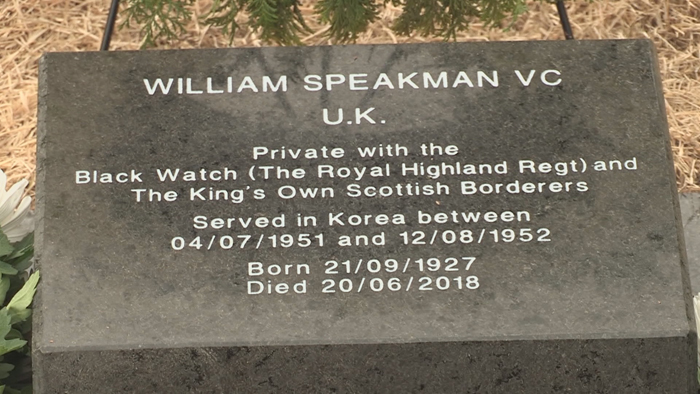 WILLIAM SPEAKMAN VC
U.K.
Private with the
Black Watch (The Royal Highland Regt) and
The King's Own Scottish Borderers
Served in Korea between
04/07/1951 and 12/08/1952
Born 21/09/1927
Died 20/06/2018